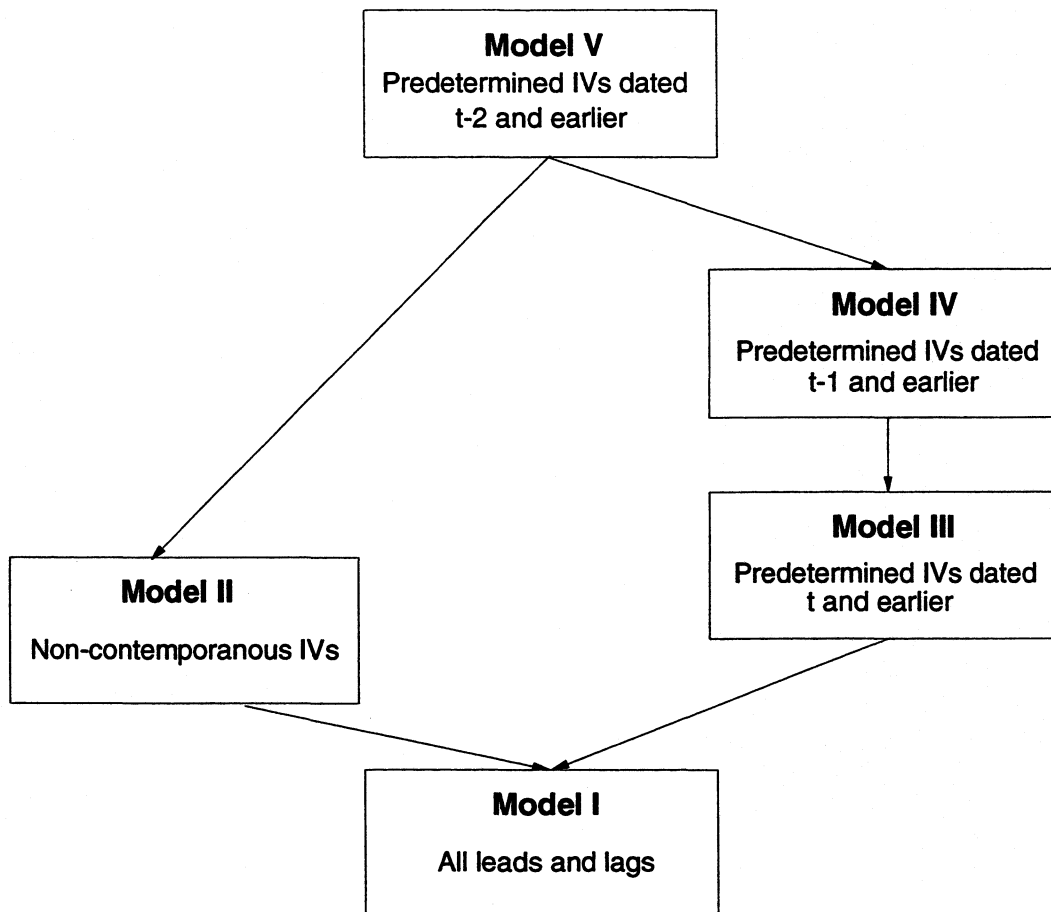 Model V
Predetermined IVs dated
t-2 and earlier
Model IV
Predetermined IVs dated
t-1 and earlier
Model III
Predetermined IVs dated
t and earlier
Model II
Non-contemporanous IVs
Model I
All leads and lags